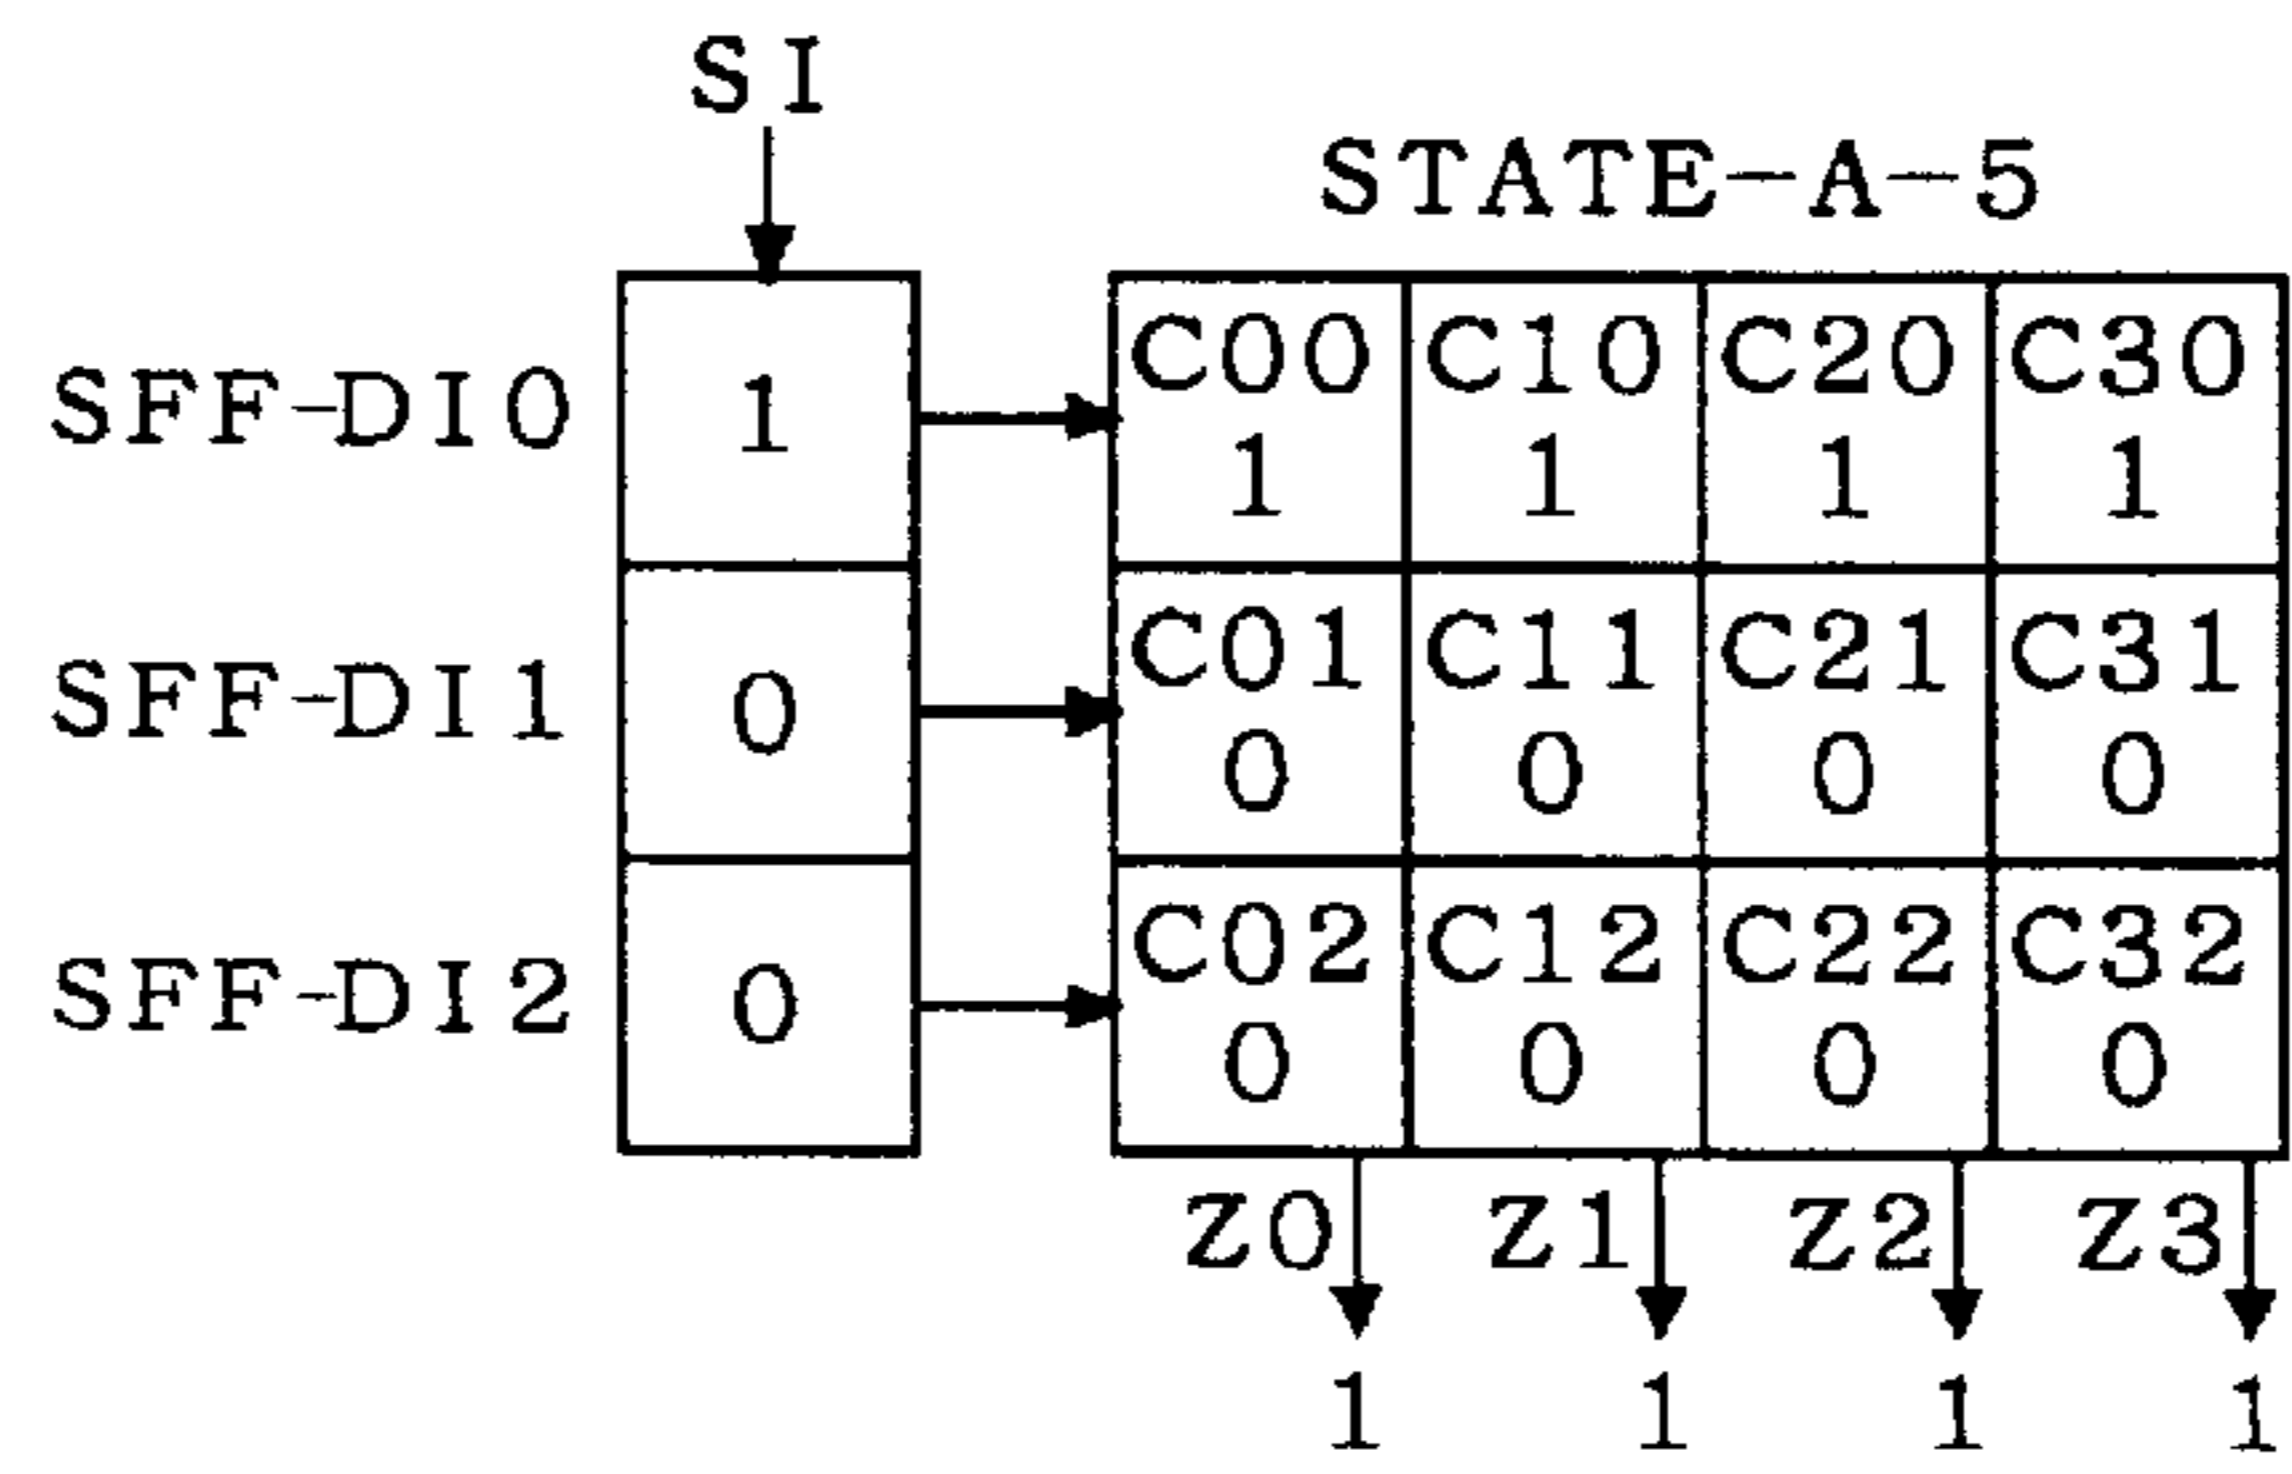 SI
STATE-A-5
SFF-DI0 1 C00 C10 C20 C30
1 1 1 1
SFF-DI1 0 C01 C11 C21 C31
0 0 0 0
SFF-DI2 0 C02 C12 C22 C32
0 0 0 0
Z0 Z1 Z2 Z3
1 1 1 1